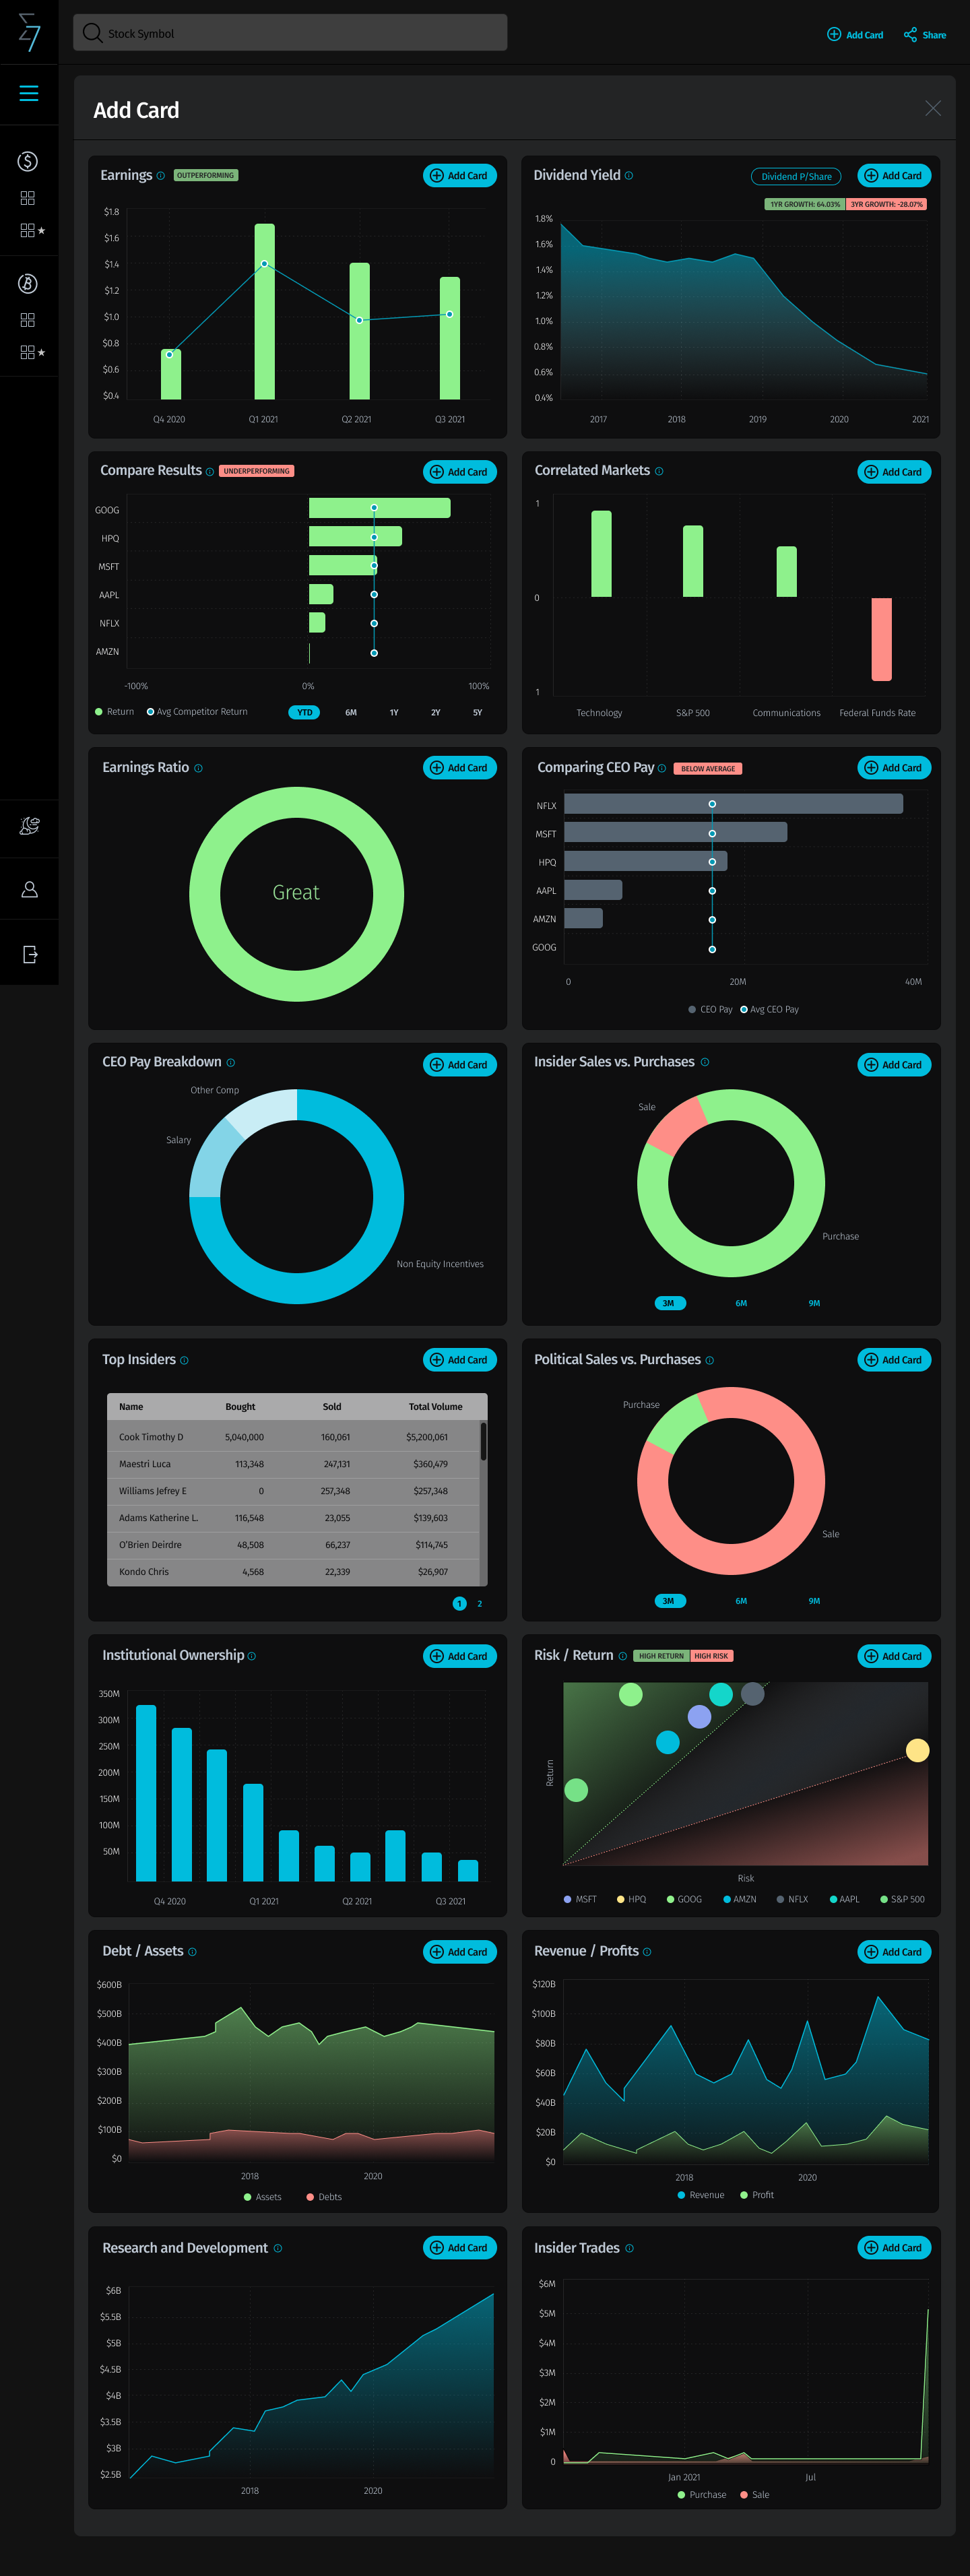 Stock Symbol
Add Card
Share
Add Card
Earnings
OUTPERFORMING
Add Card
$1.8
$1.6
$1.4
$1.2
$1.0
$0.8
$0.6
$0.4
Q4 2020 Q1 2021 Q2 2021 Q3 2021
Dividend Yield
Dividend P/Share
Add Card
1YR GROWTH: 64.03% 3YR GROWTH: -28.07%
1.8%
1.6%
1.4%
1.2%
1.0%
0.8%
0.6%
0.4%
2017 2018 2019 2020 2021
Compare Results
UNDERPERFORMING
Add Card
GOOG
HPQ
MSFT
AAPL
NFLX
AMZN
-100% 0% 100%
Return Avg Competitor Return YTD 6M 1Y 2Y 5Y
Correlated Markets
Add Card
1
0
1
Technology S&P 500 Communications Federal Funds Rate
Earnings Ratio
Add Card
Great
Comparing CEO Pay
BELOW AVERAGE
Add Card
NFLX
MSFT
HPQ
AAPL
AMZN
GOOG
0 20M 40M
CEO Pay Avg CEO Pay
CEO Pay Breakdown
Add Card
Other Comp
Salary
Non Equity Incentives
Insider Sales vs. Purchases
Add Card
Sale
Purchase
3M 6M 9M
Top Insiders
Add Card
Name Bought Sold Total Volume
Cook Timothy D 5,040,000 160,061 $5,200,061
Maestri Luca 113,348 247,131 $360,479
Williams Jefrey E 0 257,348 $257,348
Adams Katherine L. 116,548 23,055 $139,603
O'Brien Deirdre 48,508 66,237 $114,745
Kondo Chris 4,568 22,339 $26,907
1 2
Political Sales vs. Purchases
Add Card
Purchase
Sale
3M 6M 9M
Institutional Ownership
Add Card
350M
300M
250M
200M
150M
100M
50M
Q4 2020 Q1 2021 Q2 2021 Q3 2021
Risk / Return
HIGH RETURN HIGH RISK
Add Card
Return
Risk
MSFT HPQ GOOG AMZN NFLX AAPL S&P 500
Debt / Assets
Add Card
$600B
$500B
$400B
$300B
$200B
$100B
$0
2018 2020
Assets Debts
Revenue / Profits
Add Card
$120B
$100B
$80B
$60B
$40B
$20B
$0
2018 2020
Revenue Profit
Research and Development
Add Card
$6B
$5.5B
$5B
$4.5B
$4B
$3.5B
$3B
$2.5B
2018 2020
Insider Trades
Add Card
$6M
$5M
$4M
$3M
$2M
$1M
0
Jan 2021 Jul
Purchase Sale